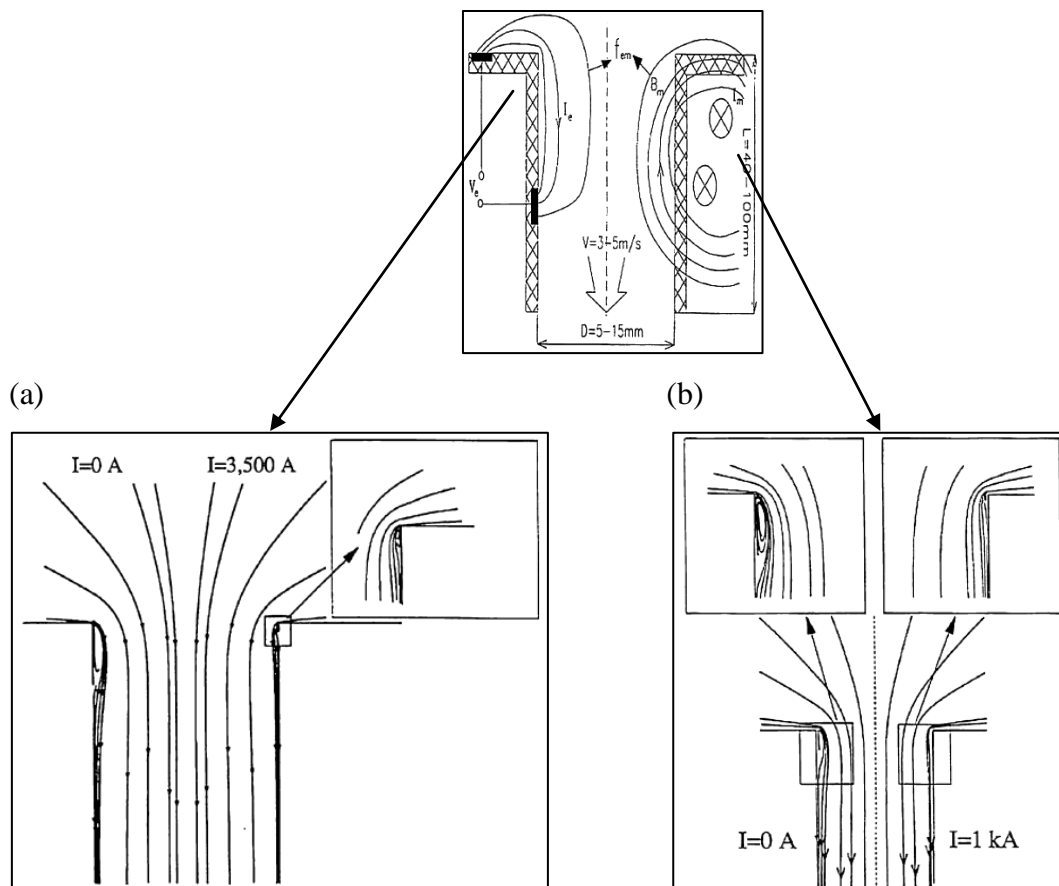 f_em
B_m
I_m
I_e
V_e
L=40-100mm
V=3-5m/s
D=5-15mm
(a)
(b)
I=0 A
I=3,500 A
I=0 A
I=1 kA